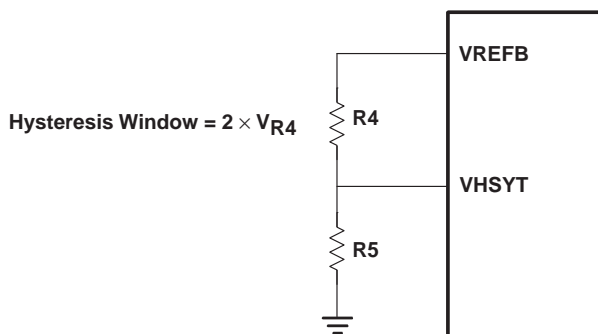 VREFB
R4
Hysteresis Window = 2 × VR4
VHSYT
R5